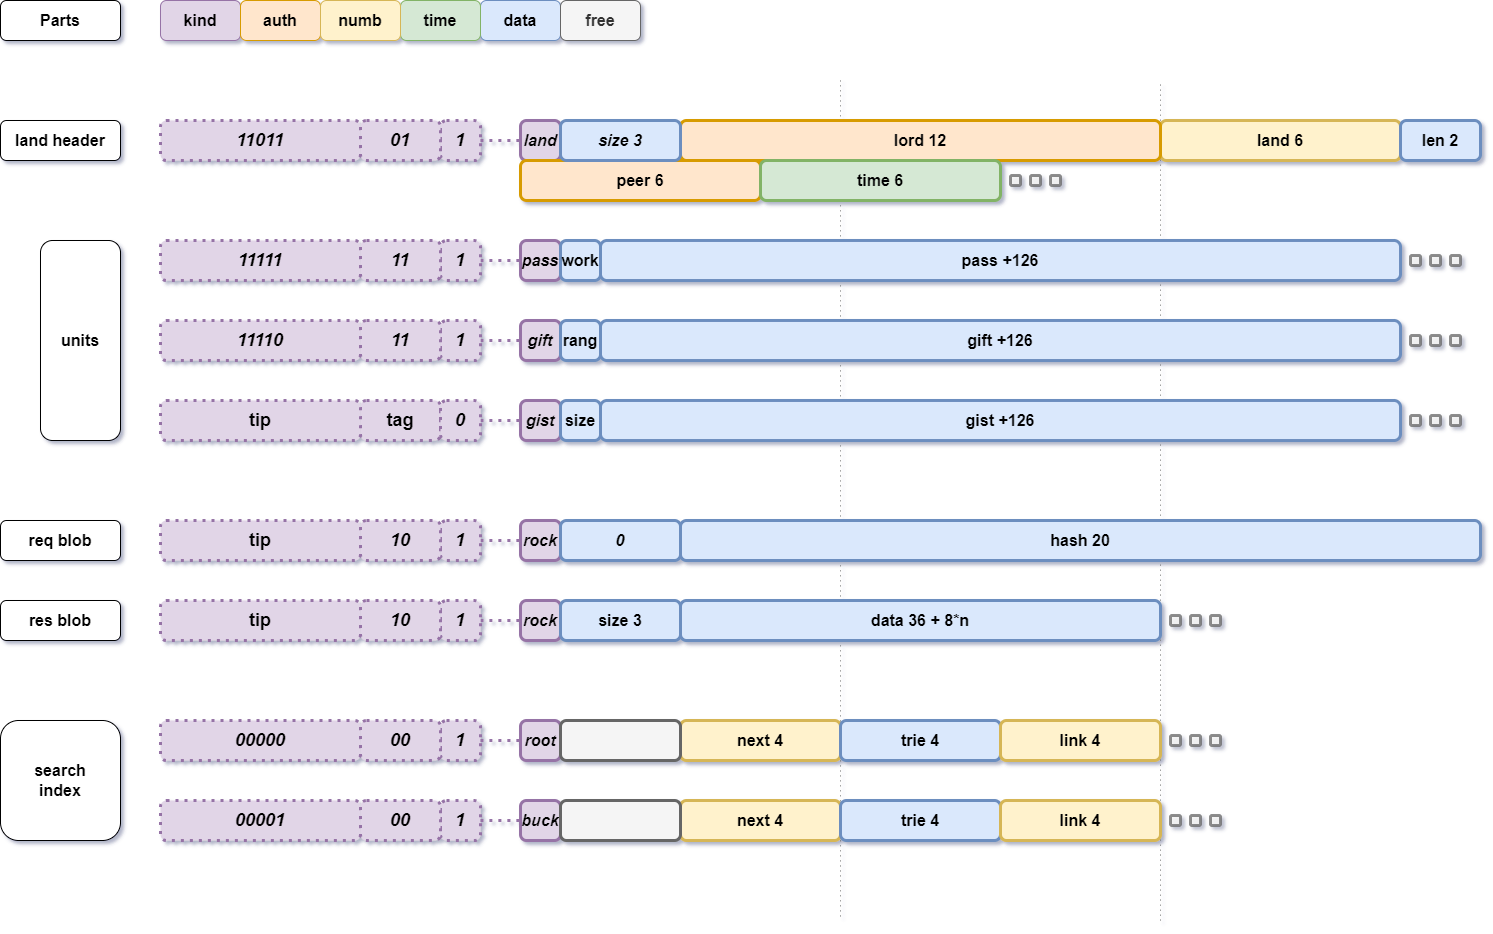 Parts kind auth numb time data free
land header 11011 01 1 land size 3 lord 12 land 6 len 2
peer 6 time 6
units
11111 11 1 pass work pass +126
11110 11 1 gift rang gift +126
tip tag 0 gist size gist +126
req blob tip 10 1 rock 0 hash 20
res blob tip 10 1 rock size 3 data 36 + 8*n
search
index
00000 00 1 root next 4 trie 4 link 4
00001 00 1 buck next 4 trie 4 link 4